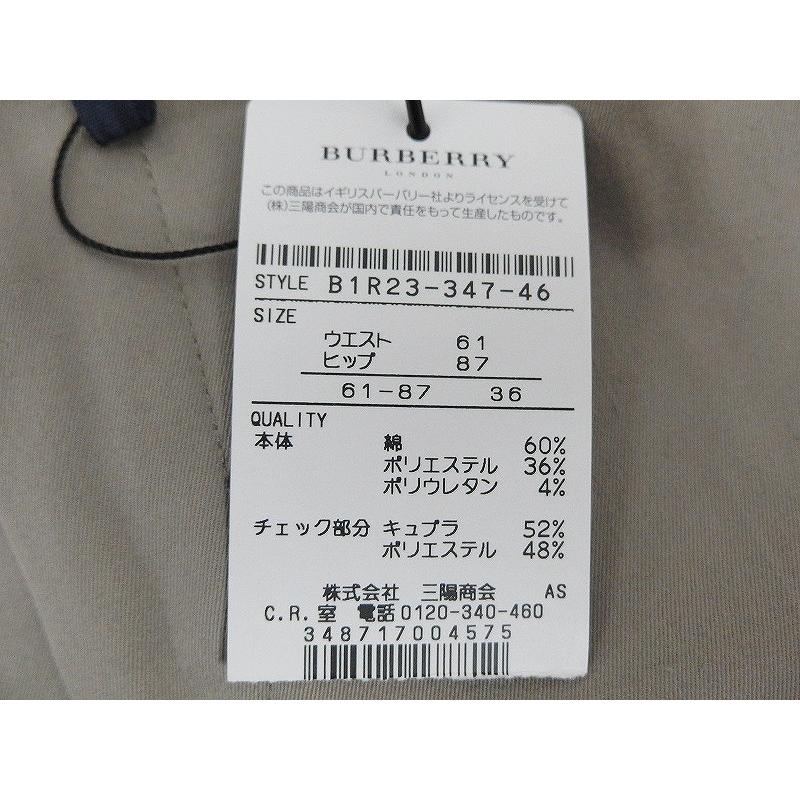 BURBERRY
LONDON
この商品はイギリスバーバリー社よりライセンスを受けて
(株)三陽商会が国内で責任をもって生産したものです。
STYLE B1R23-347-46
SIZE
ウエスト 61
ヒップ 87
61-87 36
QUALITY
本体 綿 60%
ポリエステル 36%
ポリウレタン 4%
チェック部分 キュプラ 52%
ポリエステル 48%
株式会社 三陽商会 AS
C.R.室 電話0120-340-460
348717004575